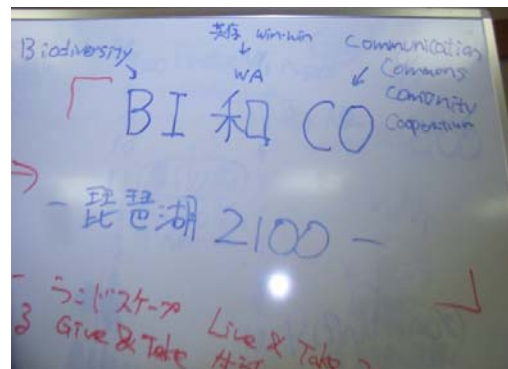 Biodiversity
共存 win-win
Communication
Commons
Comunity
Cooperation
WA
BI 和 CO
- 琵琶湖 2100 -
ランドスケープ
Give & Take
Live & Take